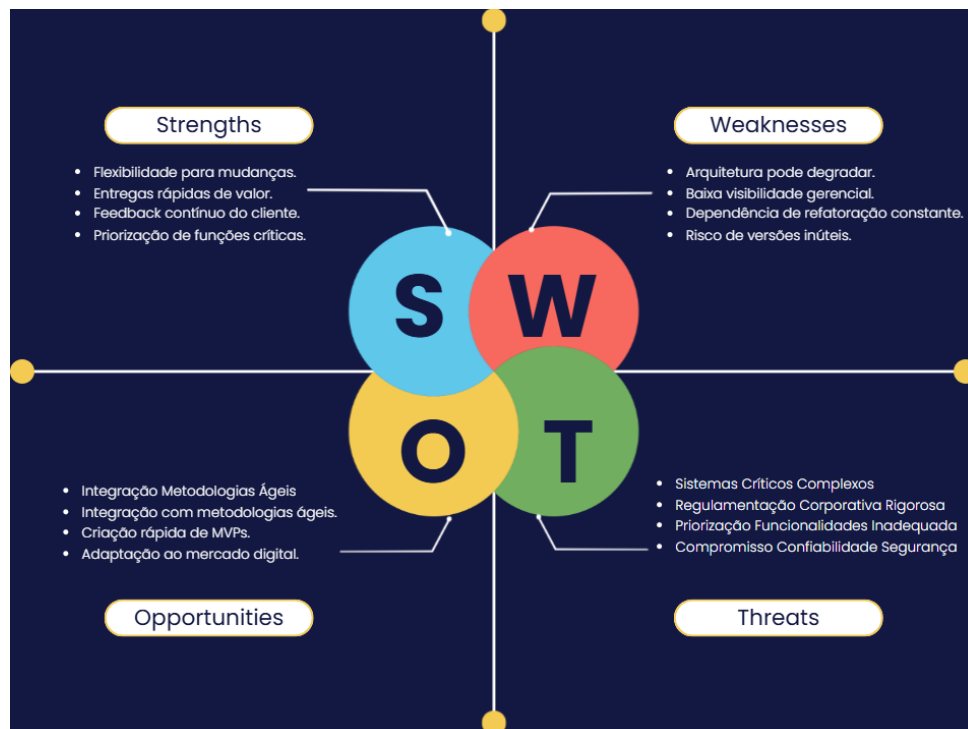 Strengths
• Flexibilidade para mudanças.
• Entregas rápidas de valor.
• Feedback contínuo do cliente.
• Priorização de funções críticas.
Weaknesses
• Arquitetura pode degradar.
• Baixa visibilidade gerencial.
• Dependência de refatoração constante.
• Risco de versões inúteis.
S
W
O
T
• Integração Metodologias Ágeis
• Integração com metodologias ágeis.
• Criação rápida de MVPs.
• Adaptação ao mercado digital.
Opportunities
• Sistemas Críticos Complexos
• Regulamentação Corporativa Rigorosa
• Priorização Funcionalidades Inadequada
• Compromisso Confiabilidade Segurança
Threats